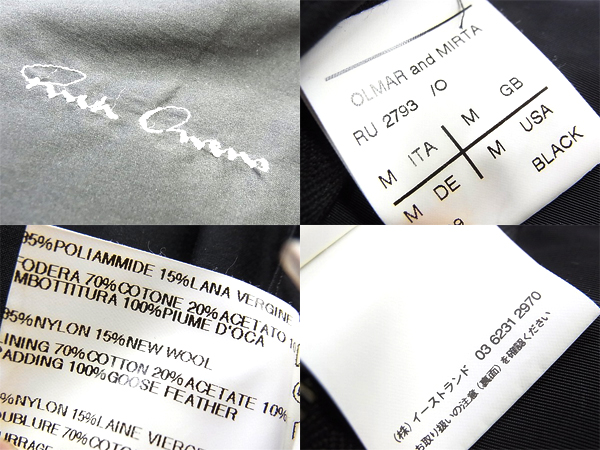 Rick Owens
OLMAR and MIRTA
RU 2793 /O
M ITA M GB
M DE M USA
BLACK
85%POLIAMMIDE 15%LANA VERGINE
FODERA 70%COTONE 20%ACETATO
IMBOTTITURA 100%PIUME D'OCA
85%NYLON 15%NEW WOOL
LINING 70%COTTON 20%ACETATE 10%
PADDING 100%GOOSE FEATHER
%NYLON 15%LAINE VIERGE
DOUBLURE 70%COT
(株)イーストランド 03 6231 2970
お取り扱いの注意(裏面)を確認ください